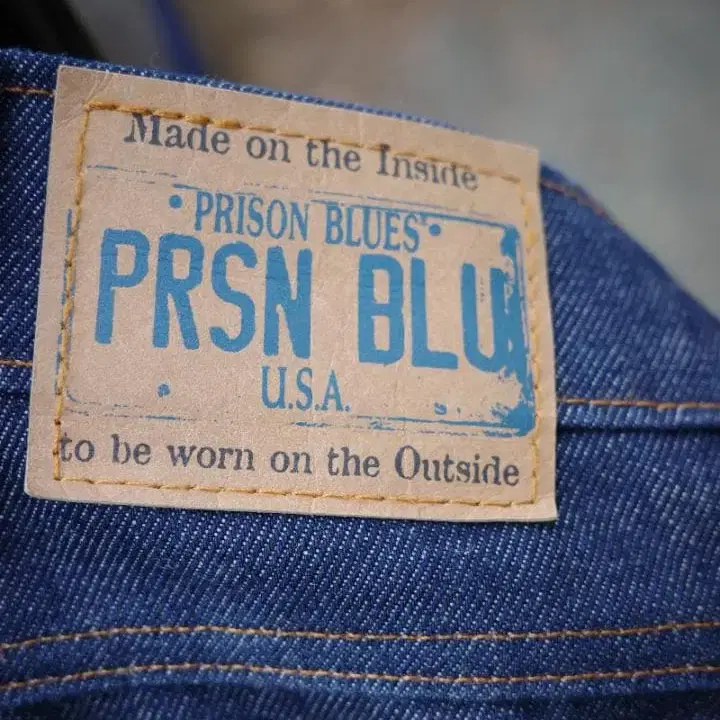 Made on the Inside
• PRISON BLUES •
PRSN BLU
U.S.A.
to be worn on the Outside